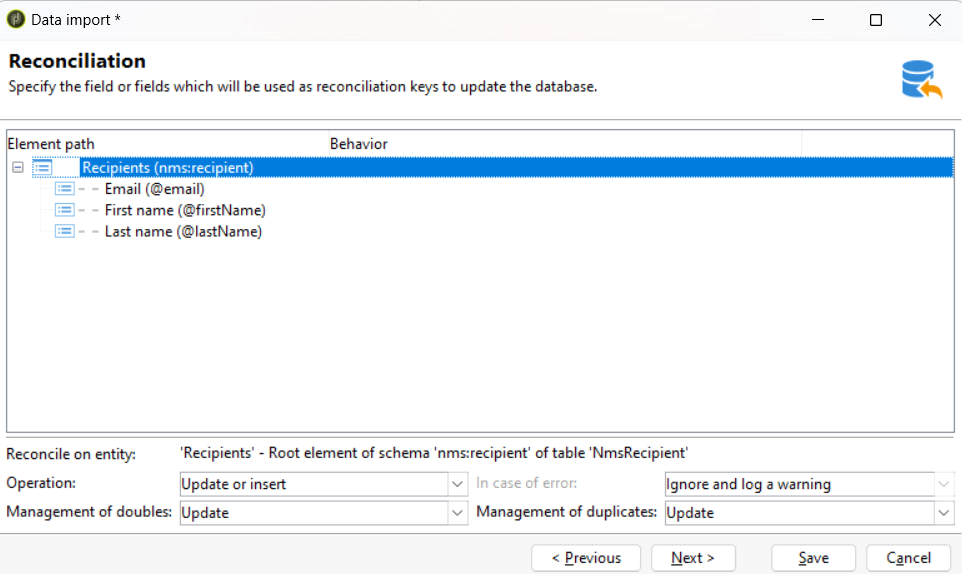 Data import *
Reconciliation
Specify the field or fields which will be used as reconciliation keys to update the database.
Element path Behavior
Recipients (nms:recipient)
Email (@email)
First name (@firstName)
Last name (@lastName)
Reconcile on entity: 'Recipients' - Root element of schema 'nms:recipient' of table 'NmsRecipient'
Operation: Update or insert In case of error: Ignore and log a warning
Management of doubles: Update Management of duplicates: Update
< Previous Next > Save Cancel